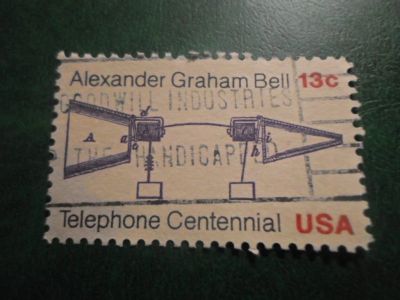 Alexander Graham Bell 13c
GOODWILL INDUSTRIES
A a b d h i
THE HANDICAPPED
Telephone Centennial USA